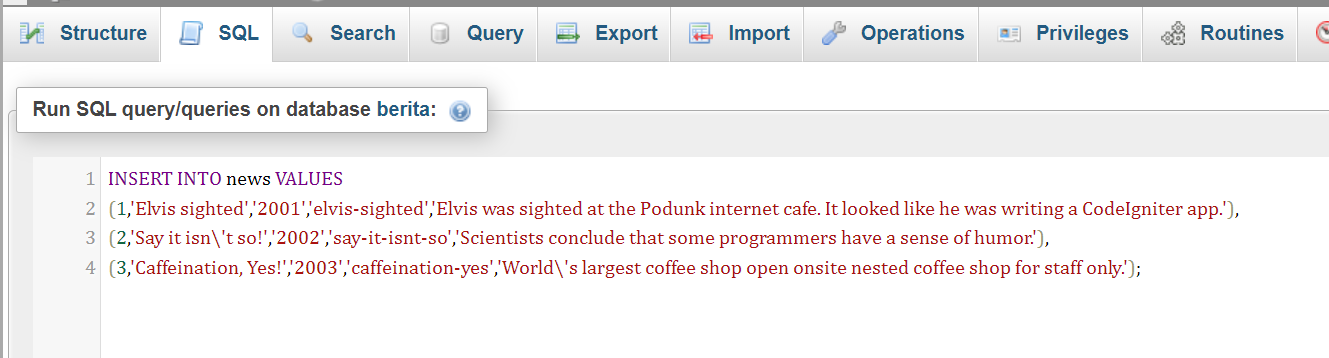 Structure SQL Search Query Export Import Operations Privileges Routines
Run SQL query/queries on database berita:
1 INSERT INTO news VALUES
2 (1,'Elvis sighted','2001','elvis-sighted','Elvis was sighted at the Podunk internet cafe. It looked like he was writing a CodeIgniter app.'),
3 (2,'Say it isn\'t so!','2002','say-it-isnt-so','Scientists conclude that some programmers have a sense of humor.'),
4 (3,'Caffeination, Yes!','2003','caffeination-yes','World\'s largest coffee shop open onsite nested coffee shop for staff only.');